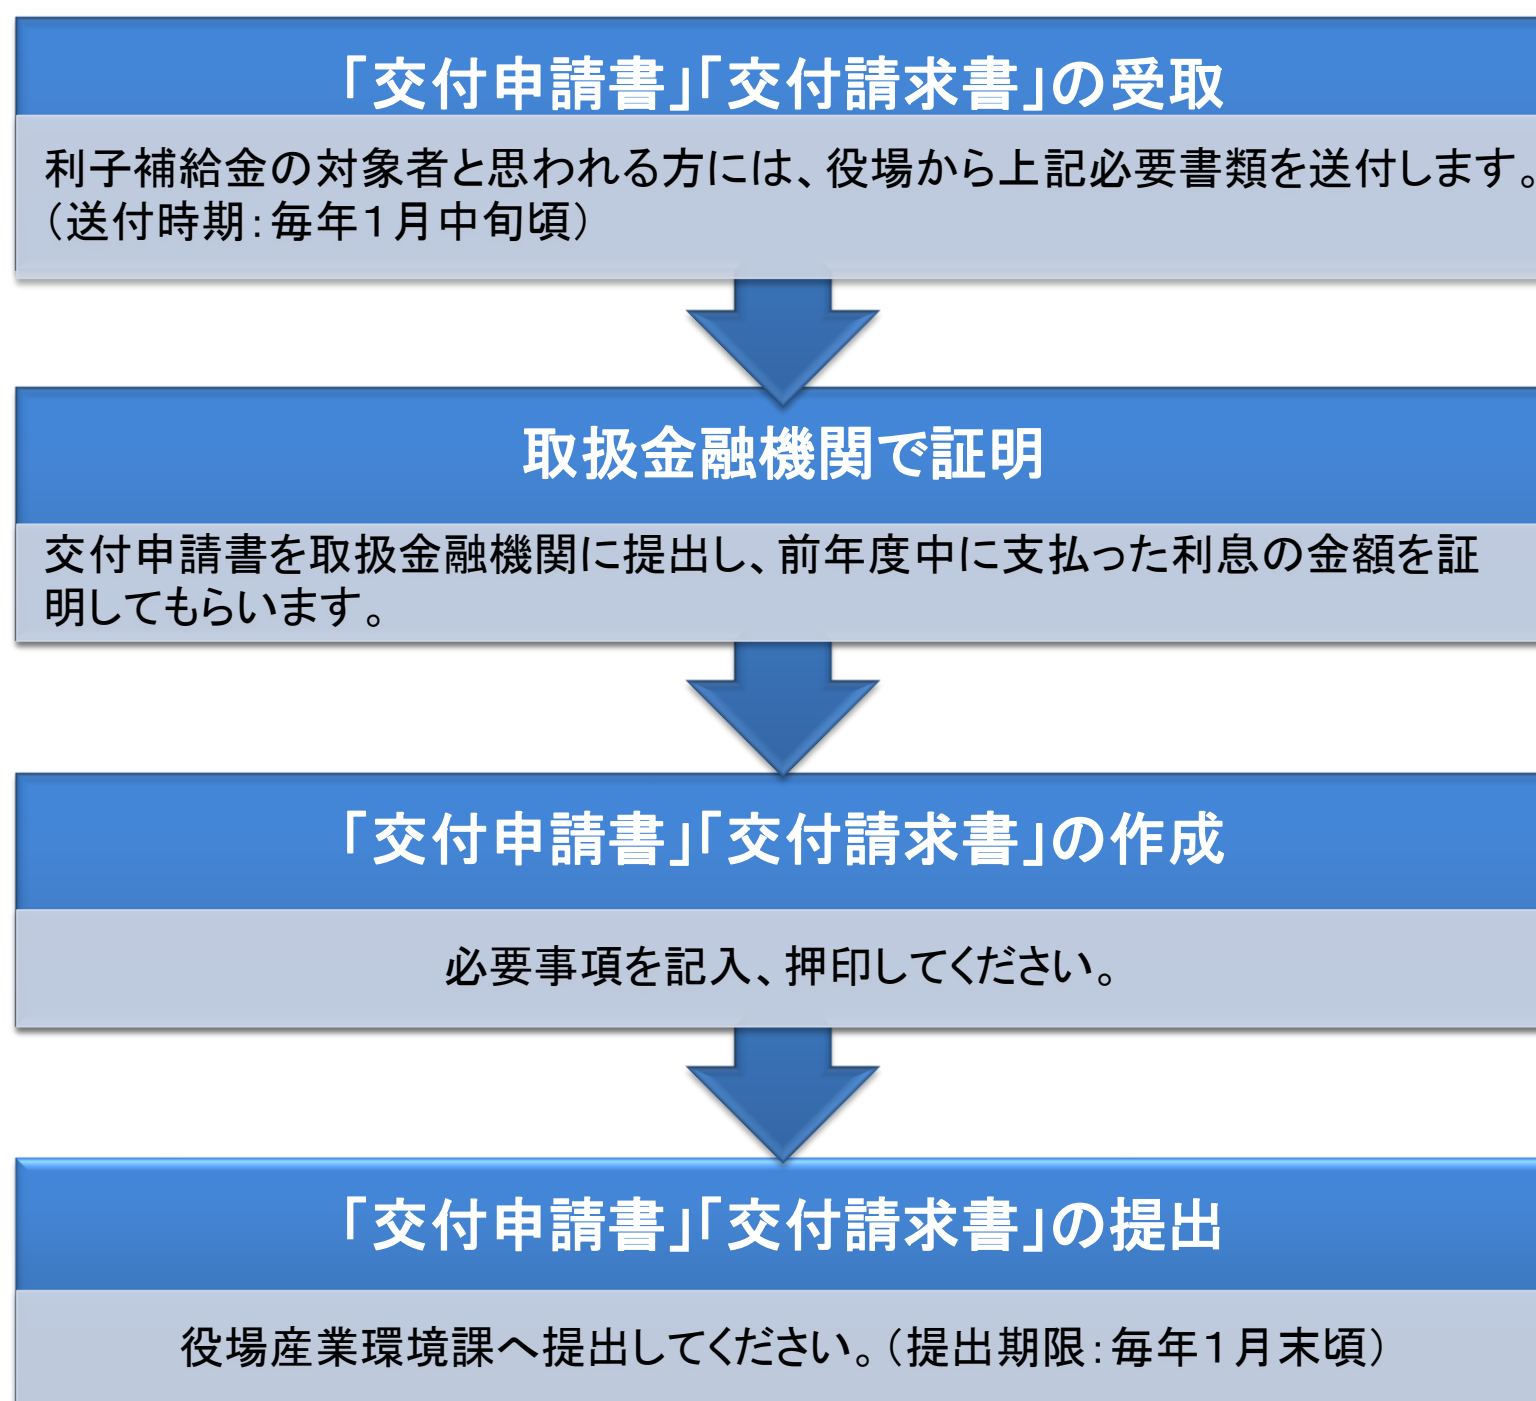 「交付申請書」「交付請求書」の受取
利子補給金の対象者と思われる方には、役場から上記必要書類を送付します。
（送付時期：毎年１月中旬頃）
取扱金融機関で証明
交付申請書を取扱金融機関に提出し、前年度中に支払った利息の金額を証
明してもらいます。
「交付申請書」「交付請求書」の作成
必要事項を記入、押印してください。
「交付申請書」「交付請求書」の提出
役場産業環境課へ提出してください。（提出期限：毎年１月末頃）